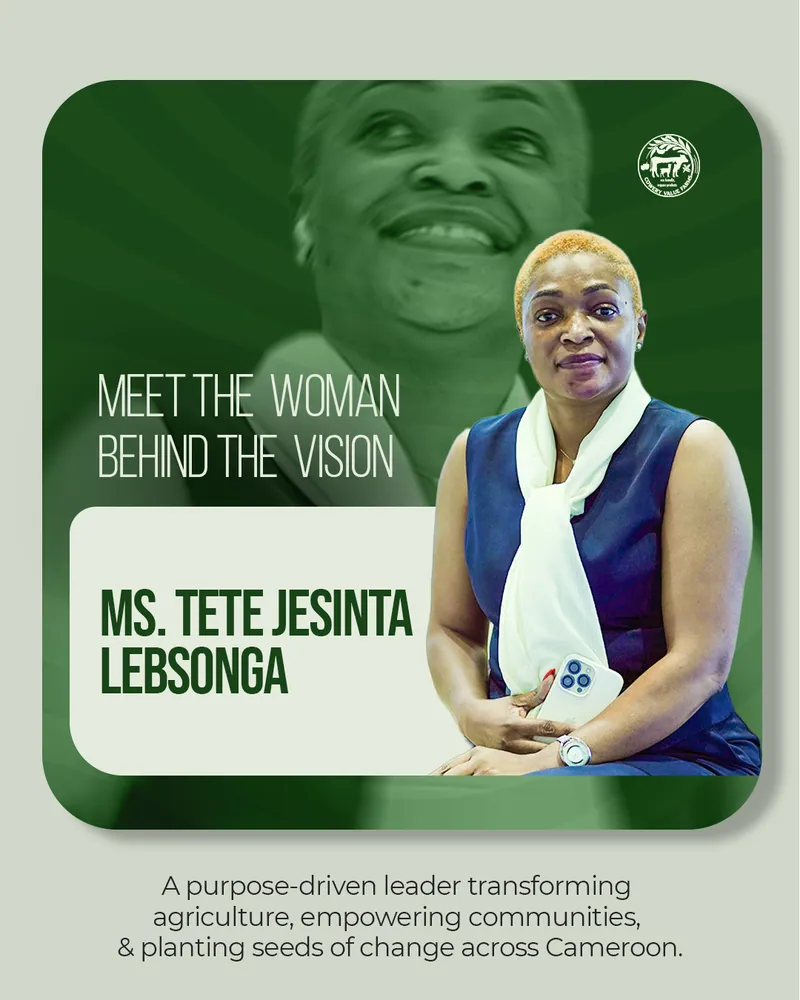 MEET THE WOMAN
BEHIND THE VISION
MS. TETE JESINTA
LEBSONGA
A purpose-driven leader transforming
agriculture, empowering communities,
& planting seeds of change across Cameroon.